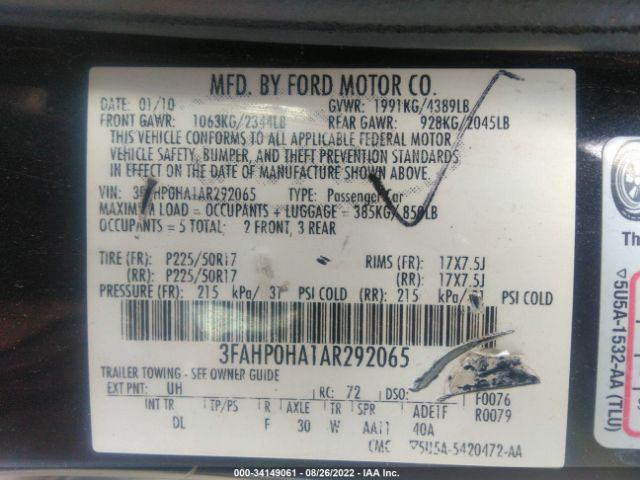 MFD. BY FORD MOTOR CO.
DATE: 01/10 GVWR: 1991KG/4389LB
FRONT GAWR: 1063KG/2344LB REAR GAWR: 928KG/2045LB
THIS VEHICLE CONFORMS TO ALL APPLICABLE FEDERAL MOTOR
VEHICLE SAFETY, BUMPER, AND THEFT PREVENTION STANDARDS
IN EFFECT ON THE DATE OF MANUFACTURE SHOWN ABOVE.
VIN: 3FAHP0HA1AR292065 TYPE: Passenger Car
MAXIMUM LOAD = OCCUPANTS + LUGGAGE = 385KG/850LB
OCCUPANTS = 5 TOTAL: 2 FRONT, 3 REAR
TIRE (FR): P225/50R17 RIMS (FR): 17X7.5J
(RR): P225/50R17 (RR): 17X7.5J
PRESSURE (FR): 215 kPa/ 31 PSI COLD (RR): 215 kPa/ PSI COLD
3FAHP0HA1AR292065
TRAILER TOWING - SEE OWNER GUIDE
EXT PNT: UH RC: 72 DSO: F0076
R0079
INT TR TP/PS R AXLE TR SPR ADE1F
DL F 30 W AA11 40A
CMC 5U5A-5420472-AA
Th
5U5A-1532-AA (TLU)
000-34149061 - 08/26/2022 - IAA Inc.